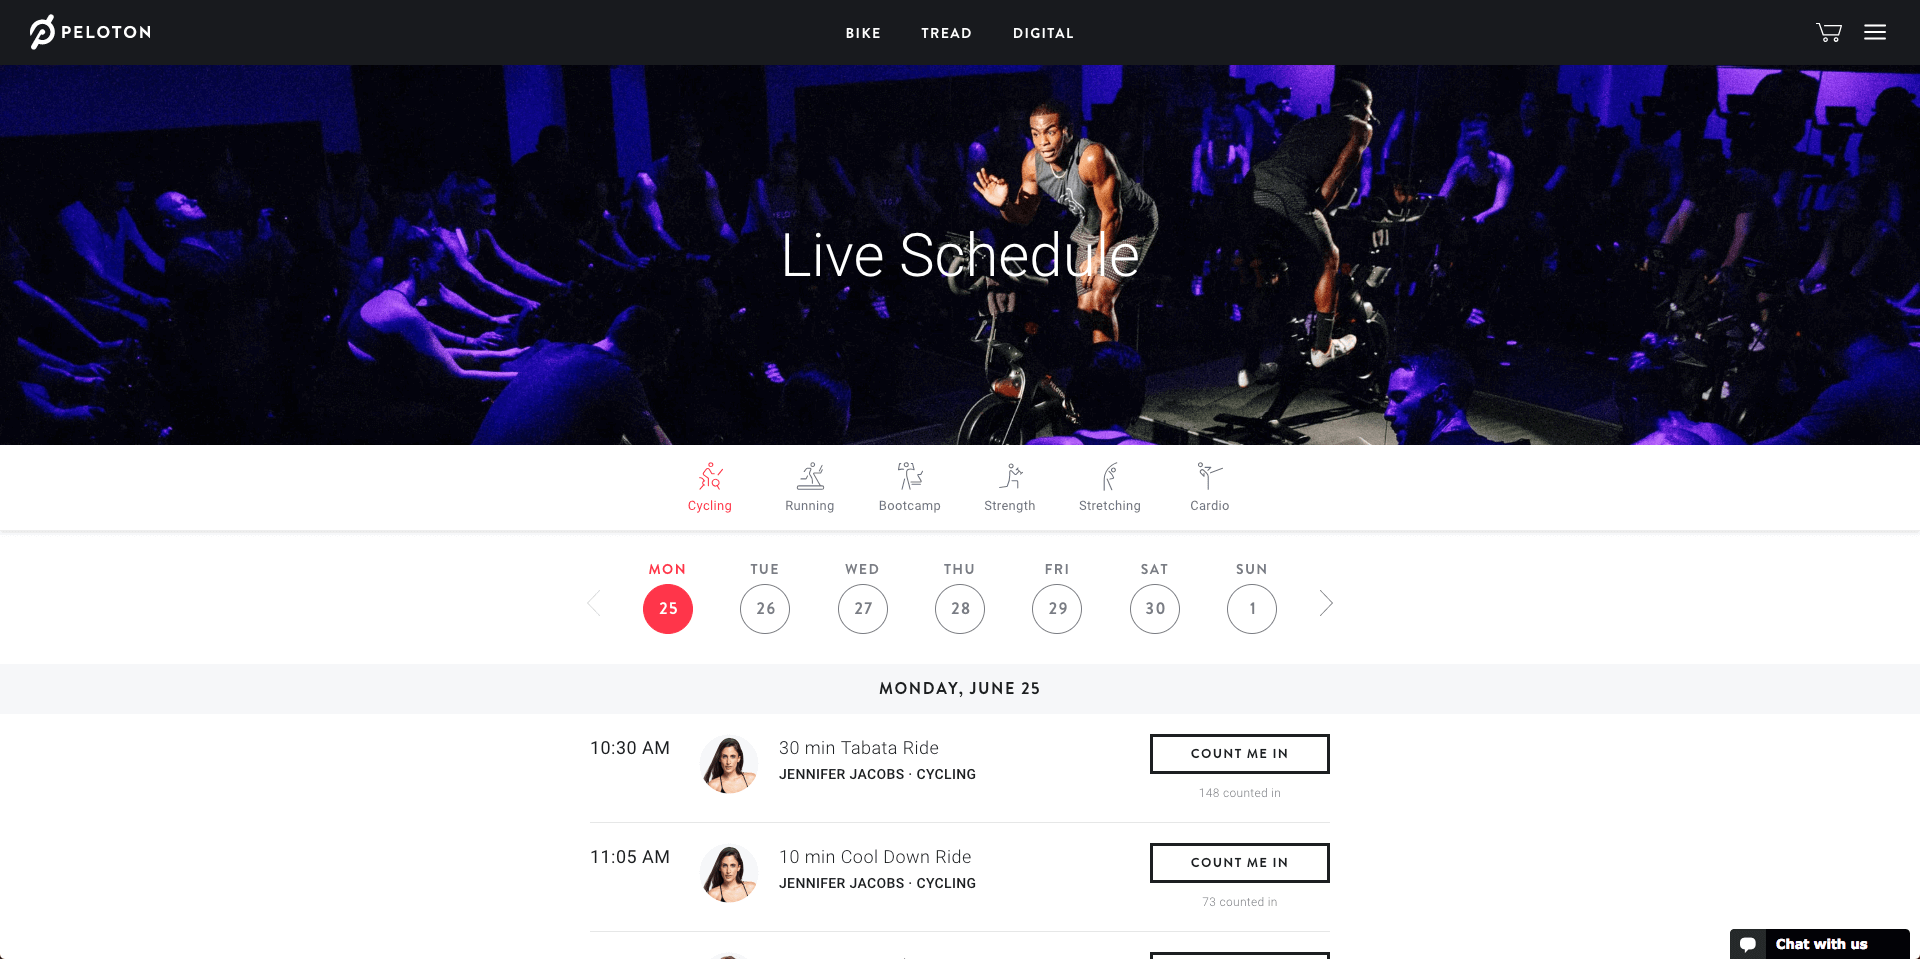 PELOTON
BIKE TREAD DIGITAL
Live Schedule
Cycling Running Bootcamp Strength Stretching Cardio
MON TUE WED THU FRI SAT SUN
25 26 27 28 29 30 1
MONDAY, JUNE 25
10:30 AM 30 min Tabata Ride COUNT ME IN
JENNIFER JACOBS · CYCLING
148 counted in
11:05 AM 10 min Cool Down Ride COUNT ME IN
JENNIFER JACOBS · CYCLING
73 counted in
Chat with us